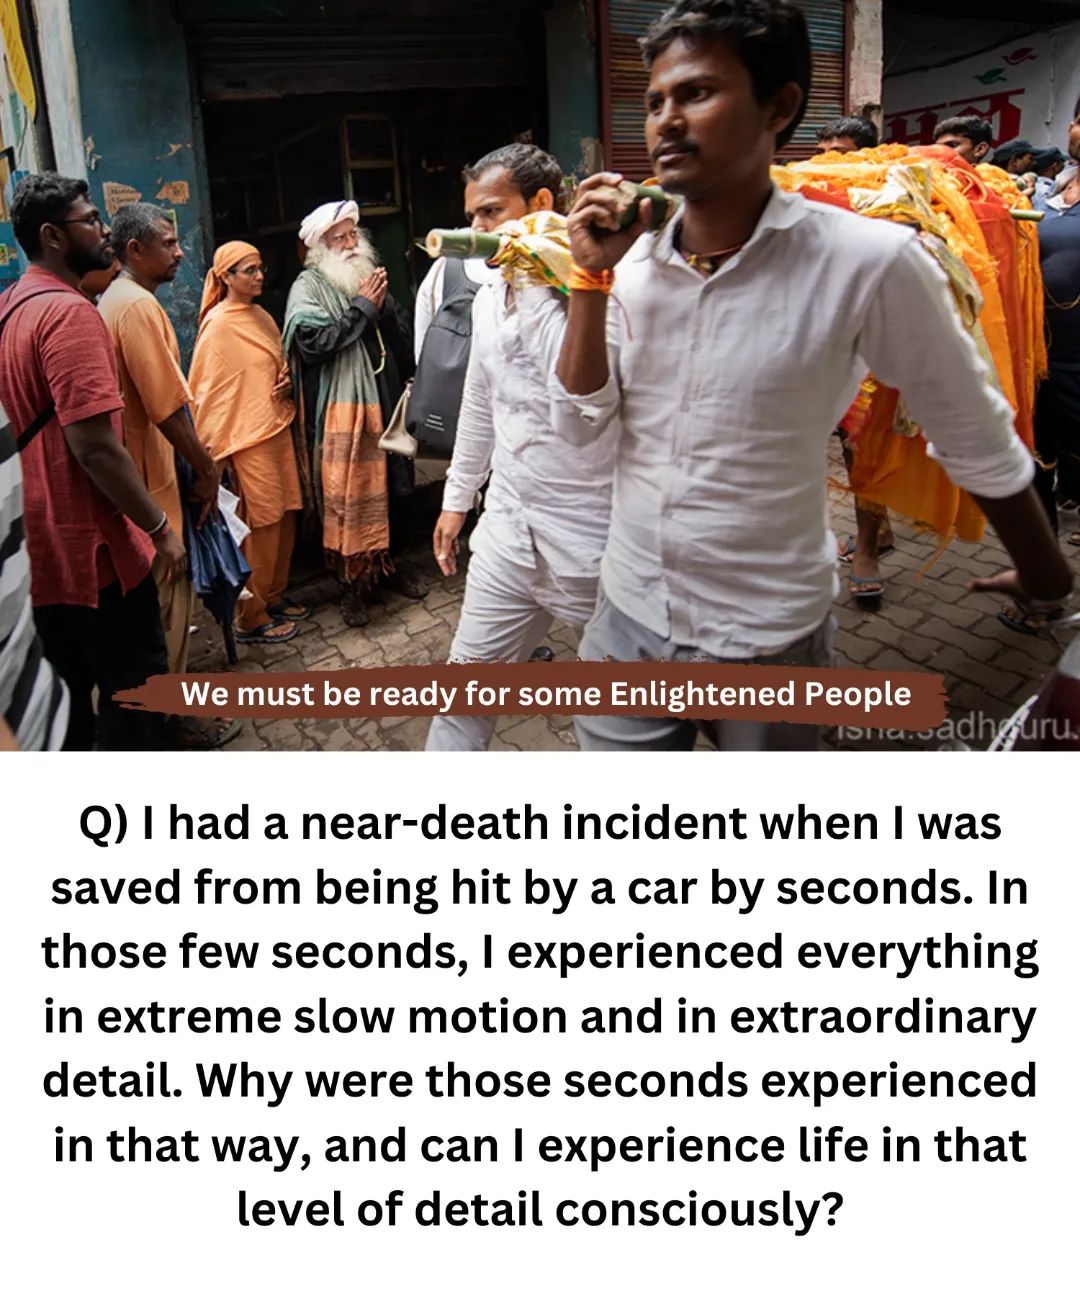 We must be ready for some Enlightened People
Q) I had a near-death incident when I was
saved from being hit by a car by seconds. In
those few seconds, I experienced everything
in extreme slow motion and in extraordinary
detail. Why were those seconds experienced
in that way, and can I experience life in that
level of detail consciously?